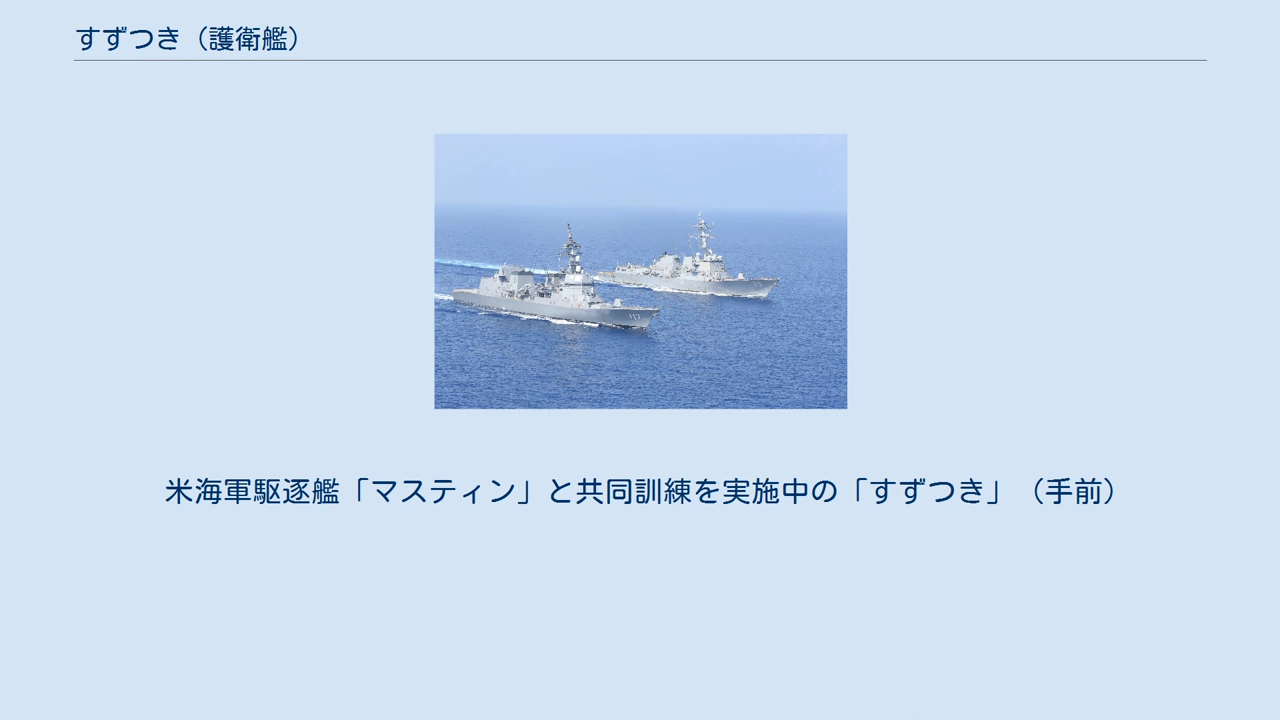 すずつき（護衛艦）
117
米海軍駆逐艦「マスティン」と共同訓練を実施中の「すずつき」（手前）